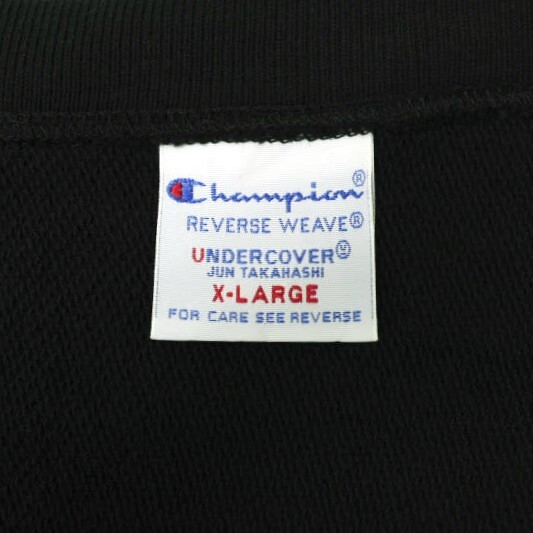 Champion®
REVERSE WEAVE®
UNDERCOVER
JUN TAKAHASHI
X-LARGE
FOR CARE SEE REVERSE